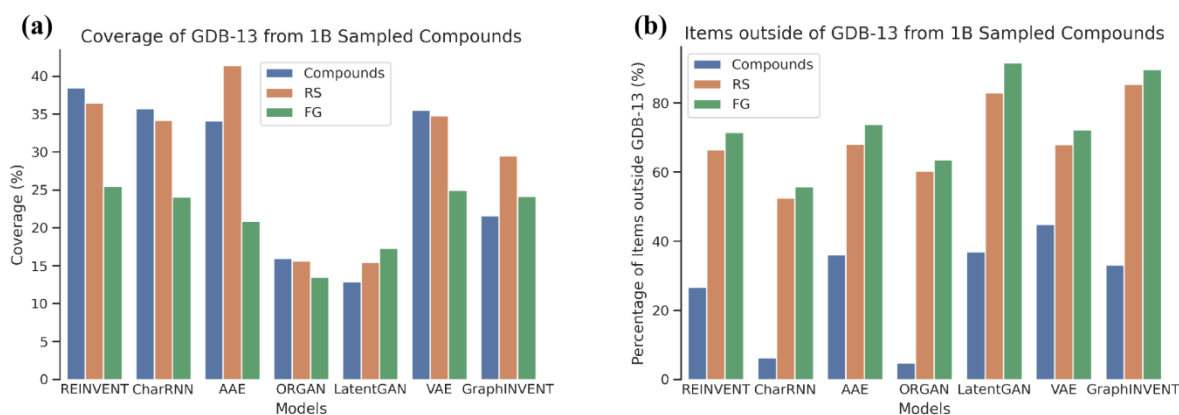 (a)
Coverage of GDB-13 from 1B Sampled Compounds
Compounds
RS
FG
Coverage (%)
40
35
30
25
20
15
10
5
0
REINVENT CharRNN AAE ORGAN LatentGAN VAE GraphINVENT
Models
(b)
Items outside of GDB-13 from 1B Sampled Compounds
Compounds
RS
FG
Percentage of Items outside GDB-13 (%)
80
60
40
20
0
REINVENT CharRNN AAE ORGAN LatentGAN VAE GraphINVENT
Models